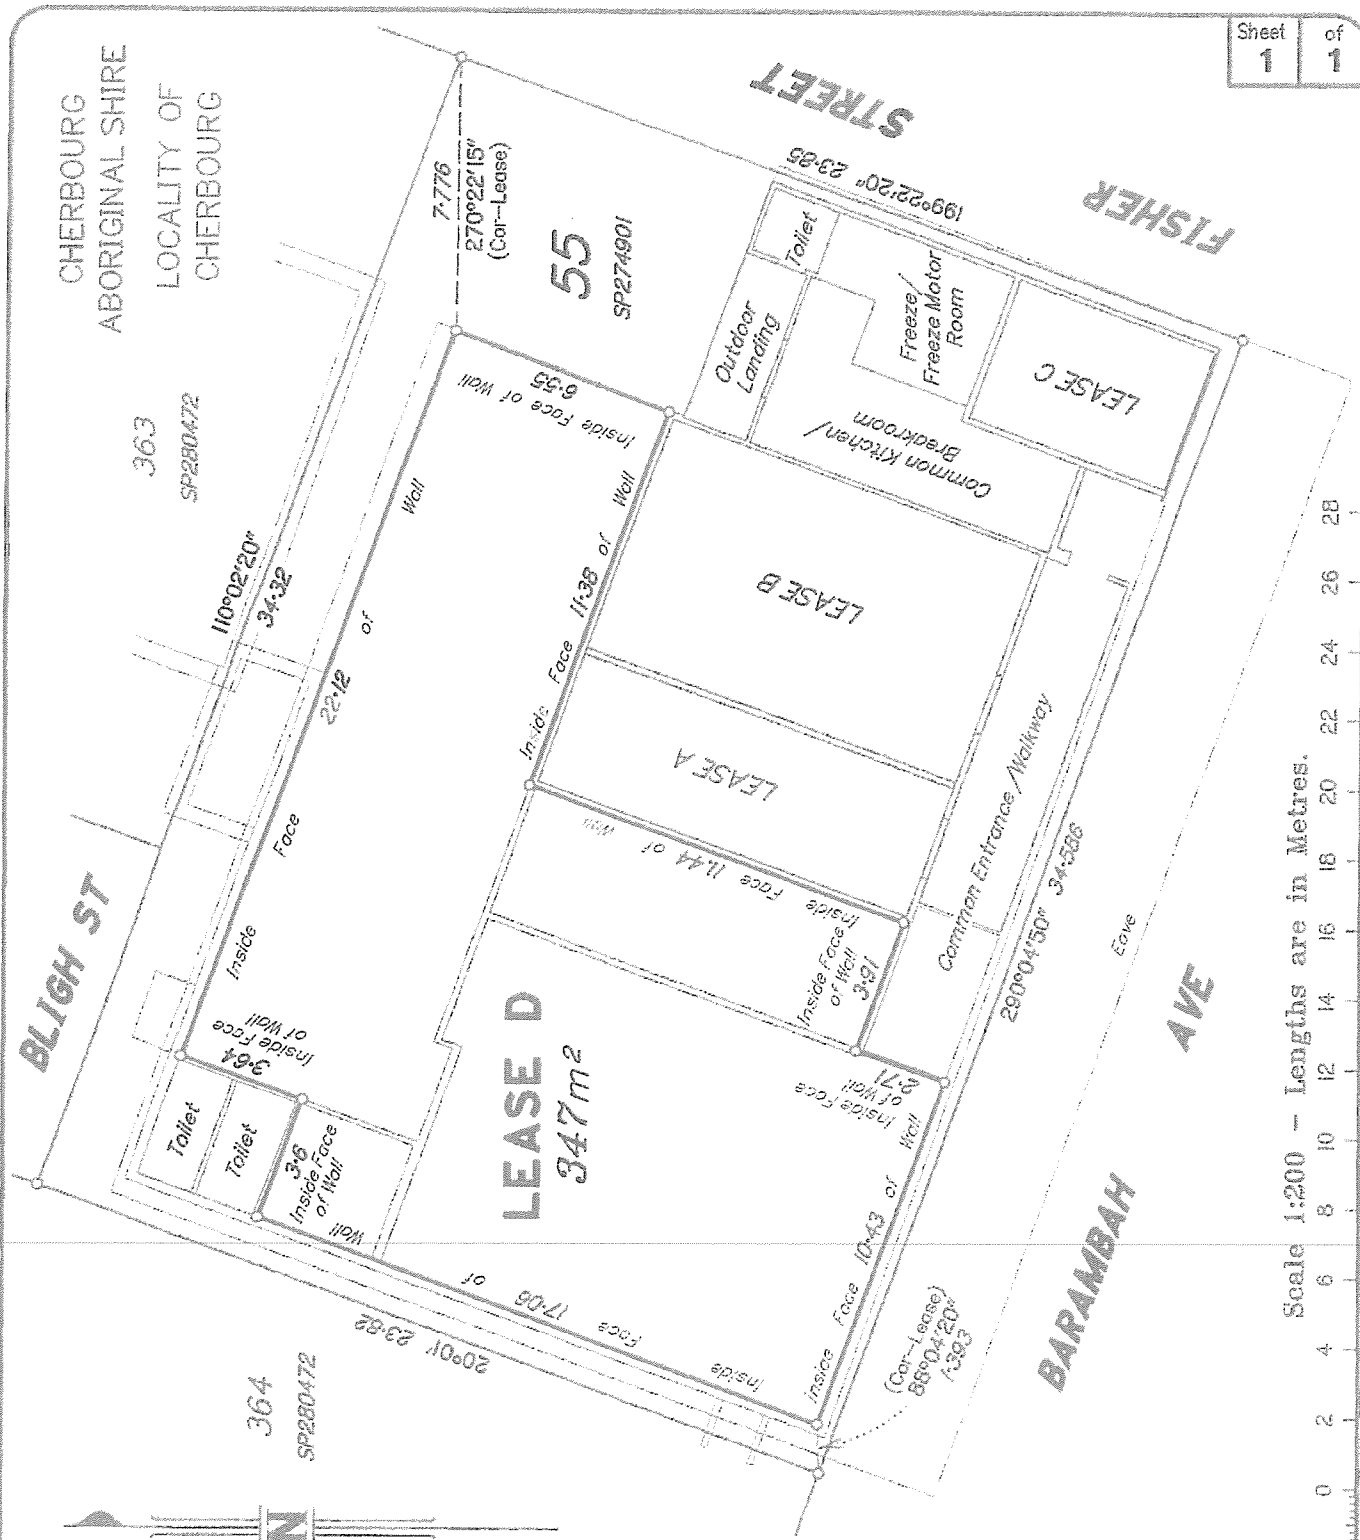 Sheet
1
of
1
CHERBOURG
ABORIGINAL SHIRE
LOCALITY OF
CHERBOURG
363
SP280472
BLIGH ST
110°02'20"
34·32
7·776
270°22'15"
(Cor-Lease)
55
SP274901
FISHER STREET
199°22'20" 23·85
Toilet
Outdoor
Landing
Freeze/
Freeze Motor
Room
Common Kitchen/
Breakroom
LEASE C
LEASE B
LEASE A
Inside Face of Wall
6·55
Inside Face 11·38 of Wall
Inside Face 22·12 of Wall
Inside Face 11.44 of Wall
Inside Face
of Wall
3·91
Common Entrance /Walkway
290°04'50" 34·586
Eave
Inside Face
of Wall
2·71
Inside Face 10·43 of Wall
Inside Face 17·06 of Wall
Inside Face
of Wall
3·64
Toilet
Toilet
3·6
Inside Face
of Wall
LEASE D
347m²
20°01' 23·82
364
SP280472
(Cor-Lease)
88°04'20"
1·393
BARAMBAH AVE
N
Scale 1:200 – Lengths are in Metres.
0 2 4 6 8 10 12 14 16 18 20 22 24 26 28